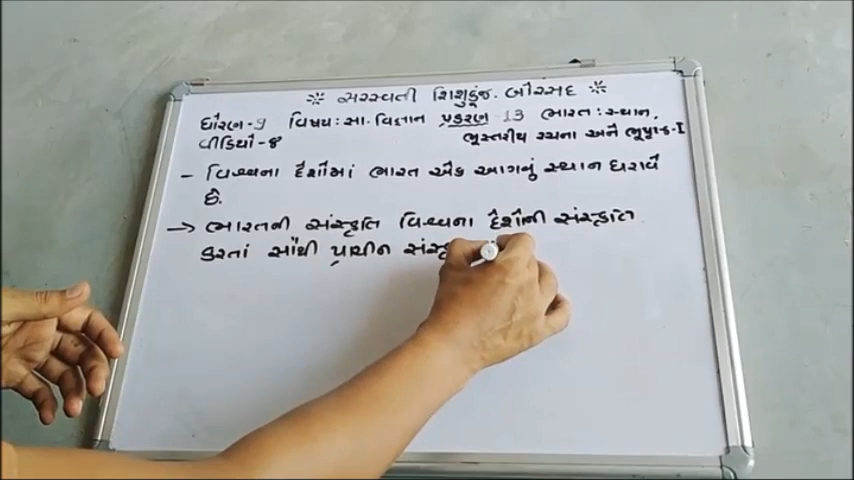 સરસ્વતી શિશુકુંજ. બોરસદ
ધોરણ-9 વિષય: સા. વિજ્ઞાન પ્રકરણ-13 ભારત: સ્થાન,
વીડિયો-8 ભૂસ્તરીય રચના અને ભૂપૃષ્ઠ-I
- વિશ્વના દેશોમાં ભારત એક આગવું સ્થાન ધરાવે
છે.
→ ભારતની સંસ્કૃતિ વિશ્વના દેશોની સંસ્કૃતિ
કરતાં સૌથી પ્રાચીન